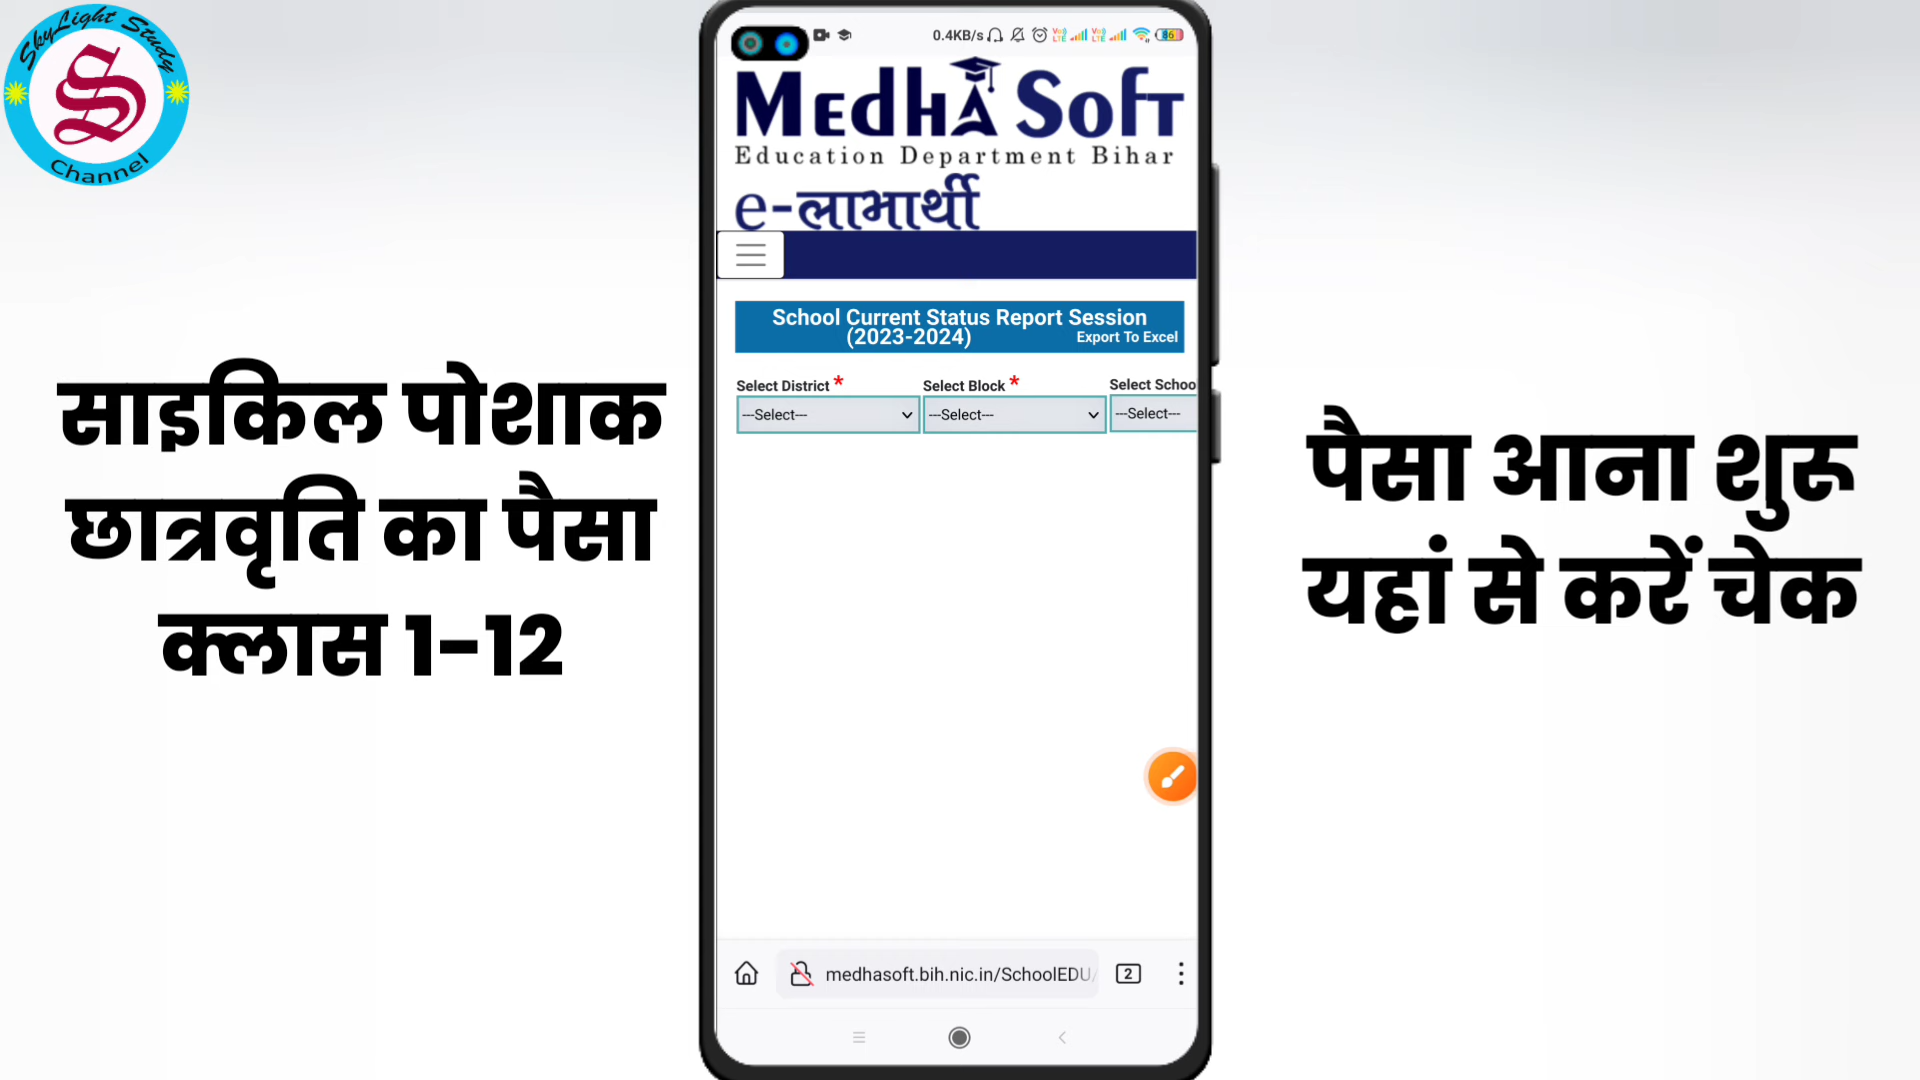 SkyLight Study
S
Channel
साइकिल पोशाक
छात्रवृति का पैसा
क्लास 1-12
0.4KB/s
86
MEDHA SOFT
Education Department Bihar
e-लाभार्थी
School Current Status Report Session
(2023-2024)
Export To Excel
Select District *
Select Block *
Select Schoo
---Select---
---Select---
---Select---
medhasoft.bih.nic.in/SchoolEDU/
2
पैसा आना शुरू
यहां से करें चेक